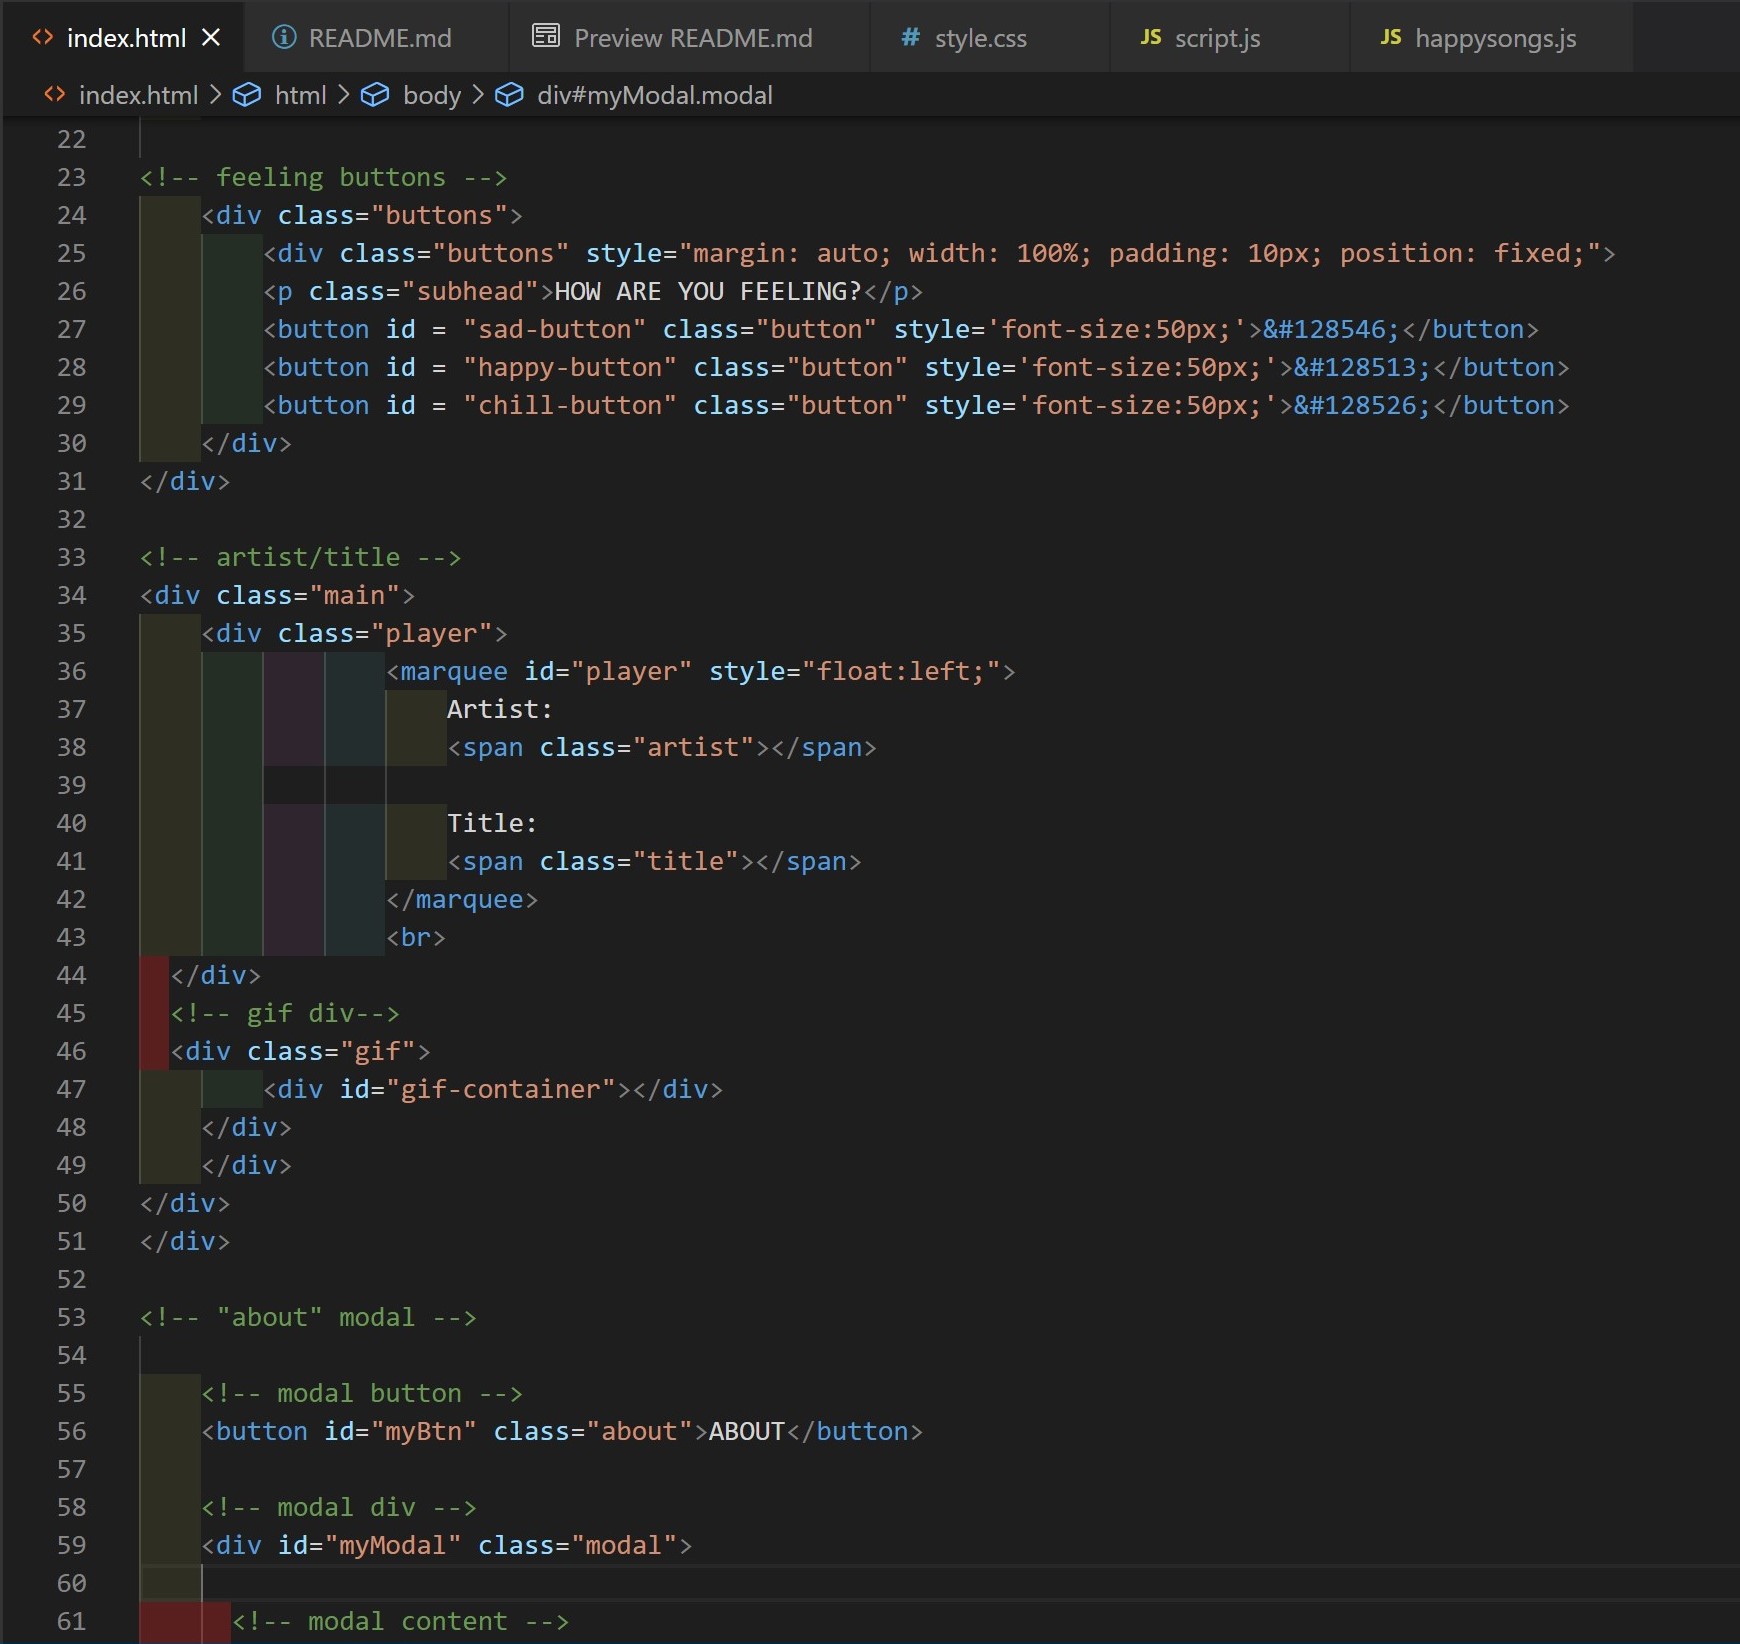 index.html README.md Preview README.md # style.css JS script.js JS happysongs.js
index.html > html > body > div#myModal.modal
22
23 <!-- feeling buttons -->
24 <div class="buttons">
25 <div class="buttons" style="margin: auto; width: 100%; padding: 10px; position: fixed;">
26 <p class="subhead">HOW ARE YOU FEELING?</p>
27 <button id = "sad-button" class="button" style='font-size:50px;'>&#128546;</button>
28 <button id = "happy-button" class="button" style='font-size:50px;'>&#128513;</button>
29 <button id = "chill-button" class="button" style='font-size:50px;'>&#128526;</button>
30 </div>
31 </div>
32
33 <!-- artist/title -->
34 <div class="main">
35 <div class="player">
36 <marquee id="player" style="float:left;">
37 Artist:
38 <span class="artist"></span>
39
40 Title:
41 <span class="title"></span>
42 </marquee>
43 <br>
44 </div>
45 <!-- gif div-->
46 <div class="gif">
47 <div id="gif-container"></div>
48 </div>
49 </div>
50 </div>
51 </div>
52
53 <!-- "about" modal -->
54
55 <!-- modal button -->
56 <button id="myBtn" class="about">ABOUT</button>
57
58 <!-- modal div -->
59 <div id="myModal" class="modal">
60
61 <!-- modal content -->